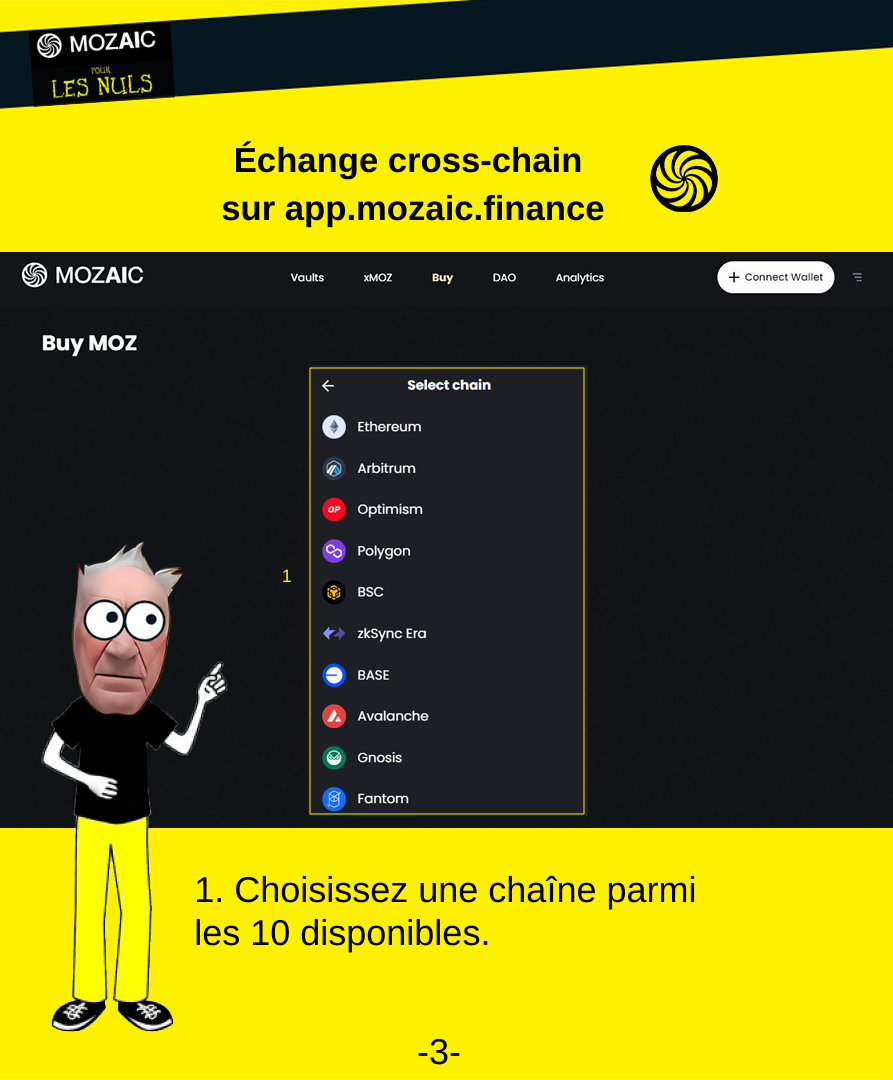 MOZAIC
POUR
LES NULS
Échange cross-chain
sur app.mozaic.finance
MOZAIC
Vaults xMOZ Buy DAO Analytics Connect Wallet
Buy MOZ
Select chain
Ethereum
Arbitrum
OP Optimism
Polygon
1
BSC
zkSync Era
BASE
Avalanche
Gnosis
Fantom
1. Choisissez une chaîne parmi
les 10 disponibles.
-3-